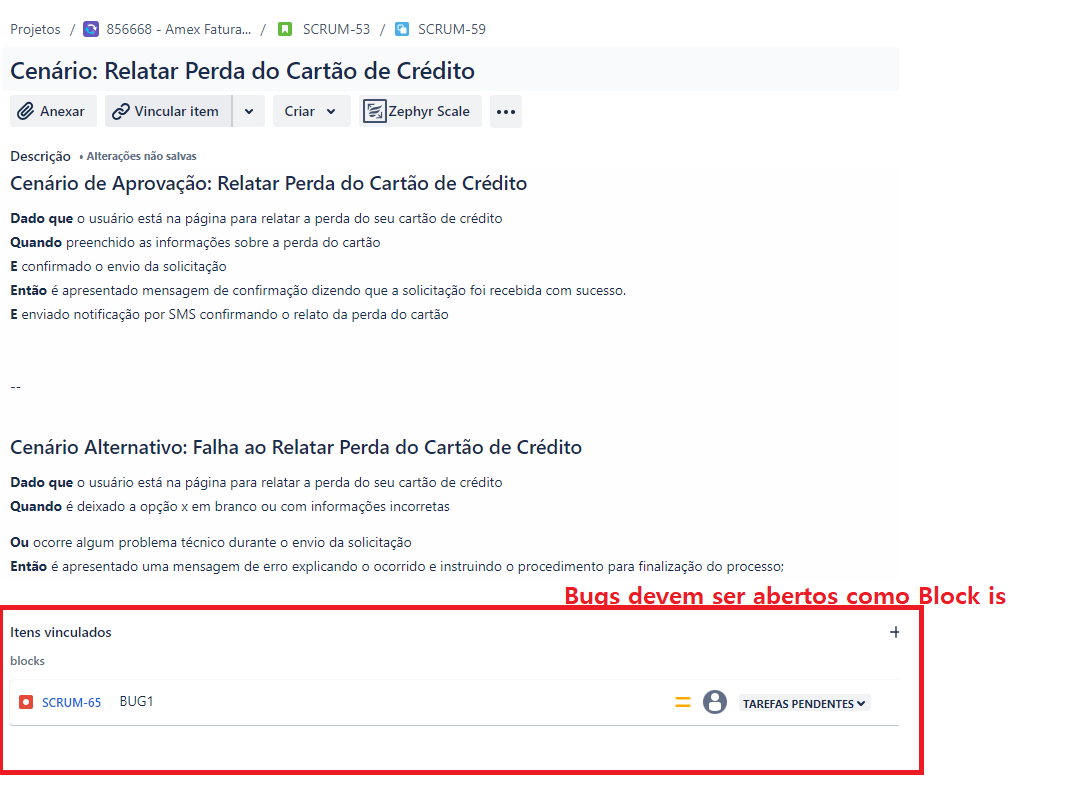 Projetos / 856668 - Amex Fatura... / SCRUM-53 / SCRUM-59
Cenário: Relatar Perda do Cartão de Crédito
Anexar Vincular item Criar Zephyr Scale
Descrição • Alterações não salvas
Cenário de Aprovação: Relatar Perda do Cartão de Crédito
Dado que o usuário está na página para relatar a perda do seu cartão de crédito
Quando preenchido as informações sobre a perda do cartão
E confirmado o envio da solicitação
Então é apresentado mensagem de confirmação dizendo que a solicitação foi recebida com sucesso.
E enviado notificação por SMS confirmando o relato da perda do cartão
--
Cenário Alternativo: Falha ao Relatar Perda do Cartão de Crédito
Dado que o usuário está na página para relatar a perda do seu cartão de crédito
Quando é deixado a opção x em branco ou com informações incorretas
Ou ocorre algum problema técnico durante o envio da solicitação
Então é apresentado uma mensagem de erro explicando o ocorrido e instruindo o procedimento para finalização do processo;
Bugs devem ser abertos como Block is
Itens vinculados
blocks
SCRUM-65 BUG1 TAREFAS PENDENTES